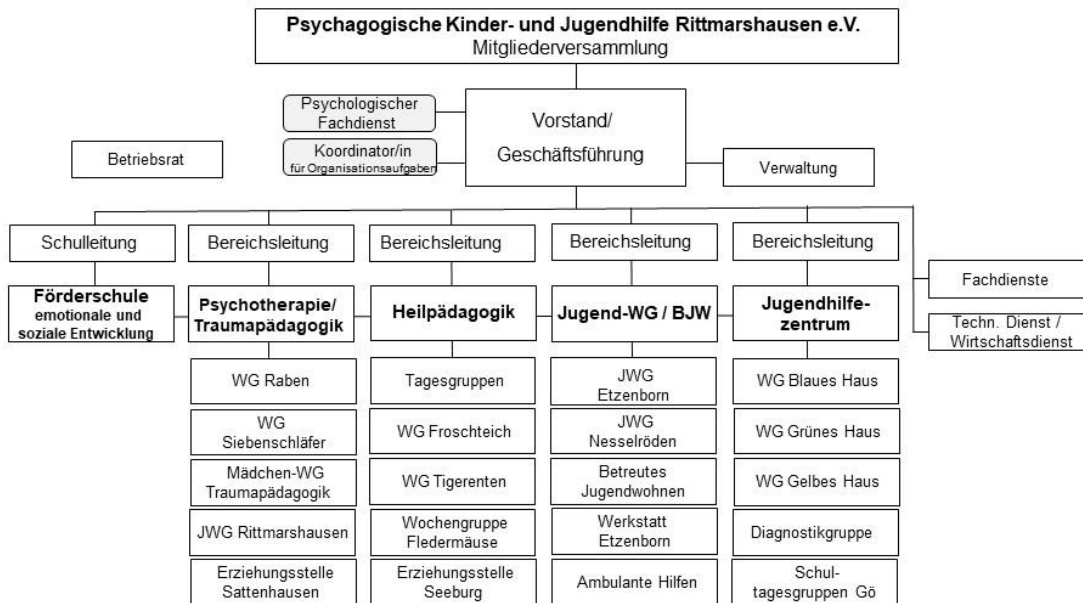 Psychagogische Kinder- und Jugendhilfe Rittmarshausen e.V.
Mitgliederversammlung
Psychologischer
Fachdienst
Vorstand/
Geschäftsführung
Koordinator/in
für Organisationsaufgaben
Betriebsrat
Verwaltung
Schulleitung
Bereichsleitung
Bereichsleitung
Bereichsleitung
Bereichsleitung
Fachdienste
Techn. Dienst /
Wirtschaftsdienst
Förderschule
emotionale und
soziale Entwicklung
Psychotherapie/
Traumapädagogik
Heilpädagogik
Jugend-WG / BJW
Jugendhilfe-
zentrum
WG Raben
Tagesgruppen
JWG
Etzenborn
WG Blaues Haus
WG
Siebenschläfer
WG Froschteich
JWG
Nesselröden
WG Grünes Haus
Mädchen-WG
Traumapädagogik
WG Tigerenten
Betreutes
Jugendwohnen
WG Gelbes Haus
JWG Rittmarshausen
Wochengruppe
Fledermäuse
Werkstatt
Etzenborn
Diagnostikgruppe
Erziehungsstelle
Sattenhausen
Erziehungsstelle
Seeburg
Ambulante Hilfen
Schul-
tagesgruppen Gö